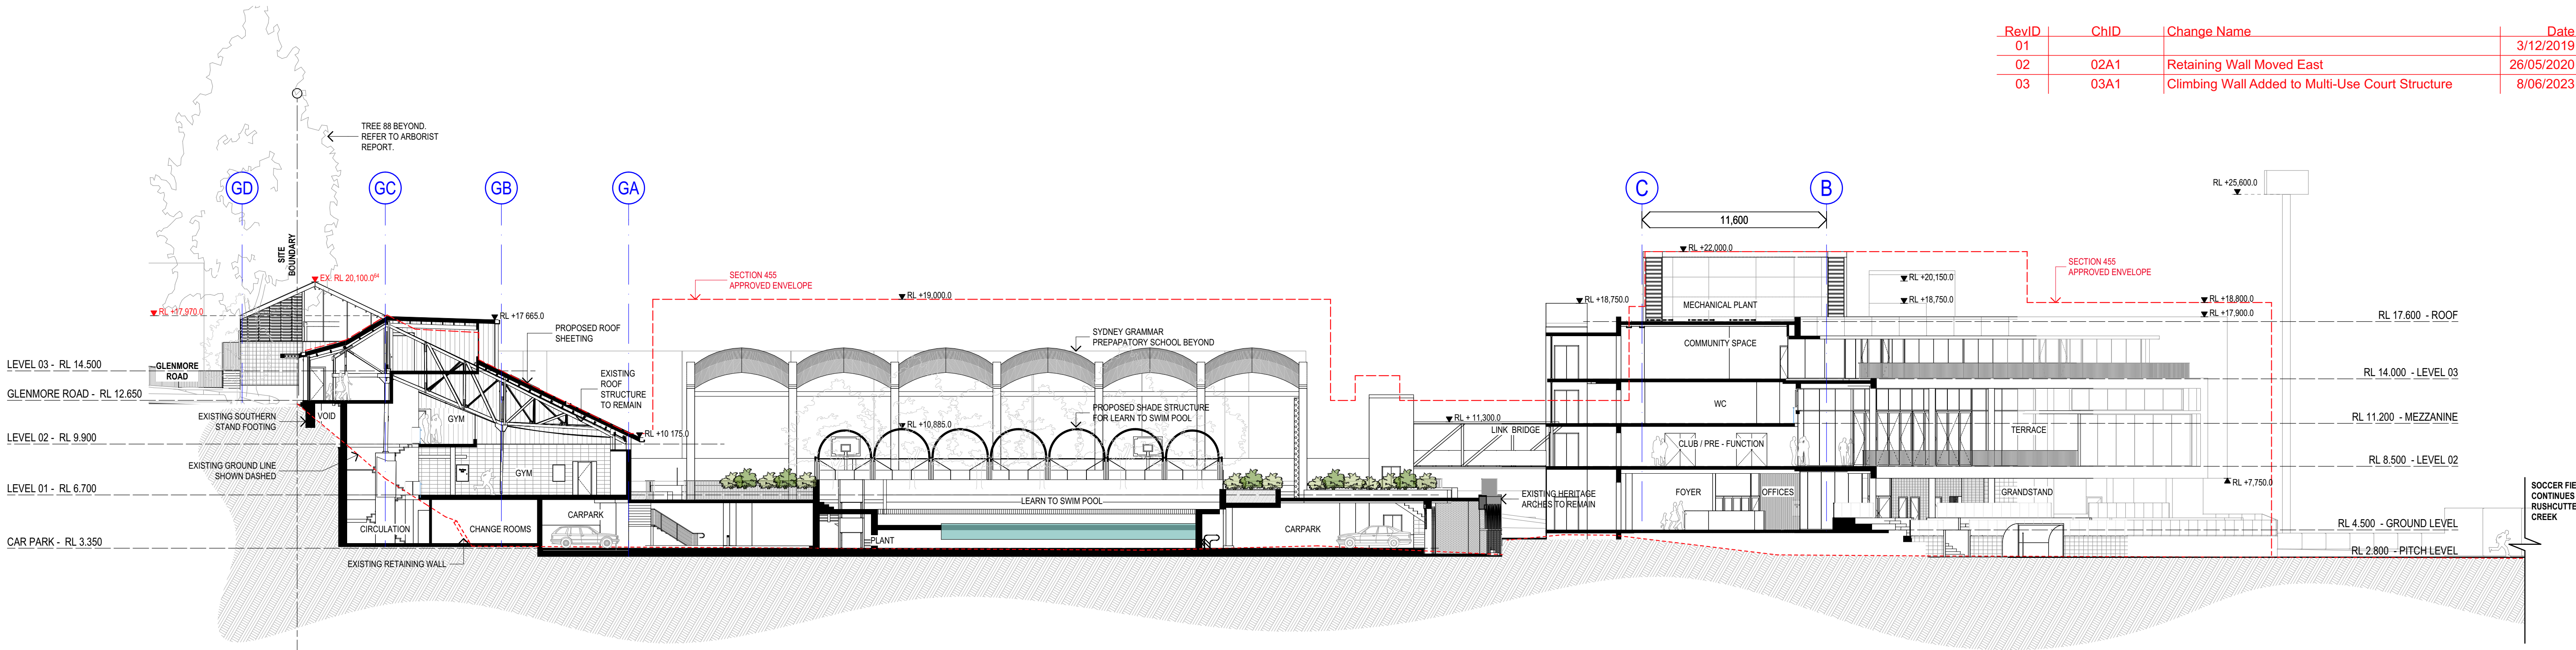 RevID ChID Change Name Date
01 3/12/2019
02 02A1 Retaining Wall Moved East 26/05/2020
03 03A1 Climbing Wall Added to Multi-Use Court Structure 8/06/2023
TREE 88 BEYOND.
REFER TO ARBORIST
REPORT.
GD
GC
GB
GA
C
B
SITE
BOUNDARY
11,600
RL +25,600.0
EX: RL 20,100.0
RL +17,970.0
RL +17 665.0
SECTION 455
APPROVED ENVELOPE
RL +19,000.0
RL +22,000.0
RL +20,150.0
RL +18,750.0
RL +18,750.0
SECTION 455
APPROVED ENVELOPE
RL +18,800.0
RL +17,900.0
MECHANICAL PLANT
PROPOSED ROOF
SHEETING
SYDNEY GRAMMAR
PREPAPATORY SCHOOL BEYOND
COMMUNITY SPACE
RL 17.600 - ROOF
LEVEL 03 - RL 14.500
GLENMORE
ROAD
EXISTING
ROOF
STRUCTURE
TO REMAIN
RL 14.000 - LEVEL 03
GLENMORE ROAD - RL 12.650
EXISTING SOUTHERN
STAND FOOTING
VOID
GYM
PROPOSED SHADE STRUCTURE
FOR LEARN TO SWIM POOL
WC
RL 11.200 - MEZZANINE
RL +10,885.0
RL + 11,300.0
LINK BRIDGE
TERRACE
LEVEL 02 - RL 9.900
RL +10 175.0
CLUB / PRE - FUNCTION
RL 8.500 - LEVEL 02
EXISTING GROUND LINE
SHOWN DASHED
GYM
RL +7,750.0
LEVEL 01 - RL 6.700
LEARN TO SWIM POOL
EXISTING HERITAGE
ARCHES TO REMAIN
FOYER
OFFICES
GRANDSTAND
SOCCER FIE
CONTINUES
RUSHCUTTE
CREEK
CIRCULATION
CHANGE ROOMS
CARPARK
CARPARK
RL 4.500 - GROUND LEVEL
CAR PARK - RL 3.350
PLANT
RL 2.800 - PITCH LEVEL
EXISTING RETAINING WALL